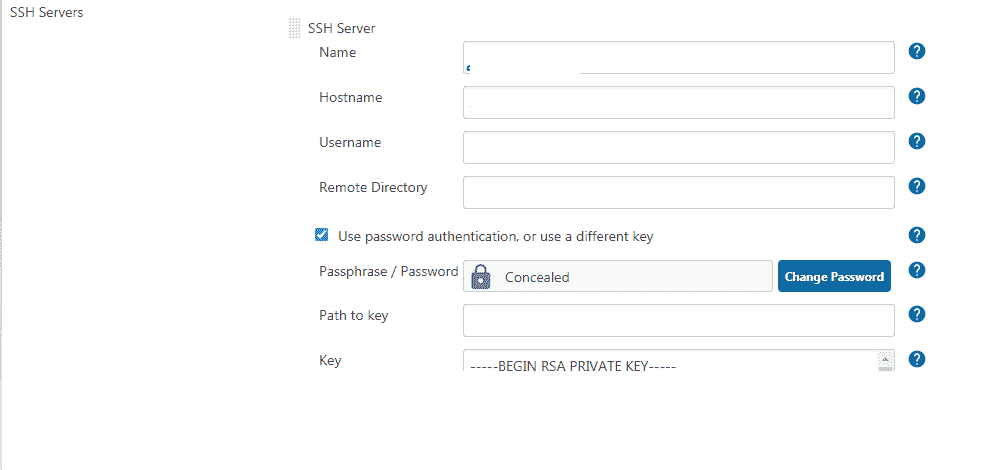 SSH Servers
SSH Server
Name
Hostname
Username
Remote Directory
Use password authentication, or use a different key
Passphrase / Password
Concealed
Change Password
Path to key
Key
-----BEGIN RSA PRIVATE KEY-----